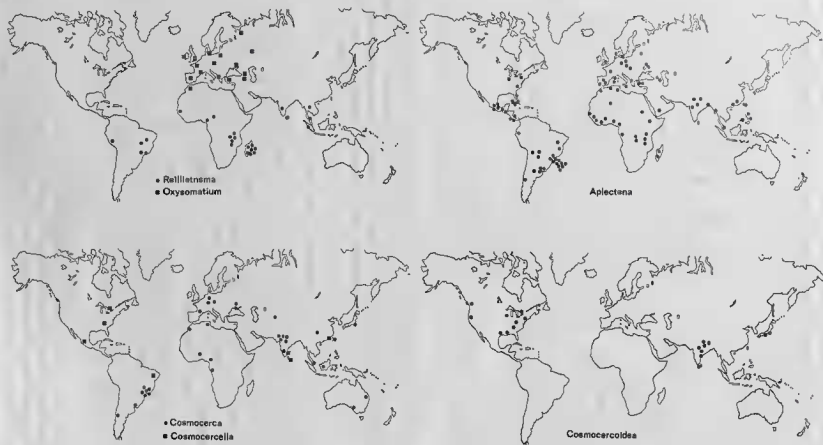 • Raillietnema
■ Oxysomatium
Aplectana
• Cosmocerca
■ Cosmocercella
Cosmocercoides